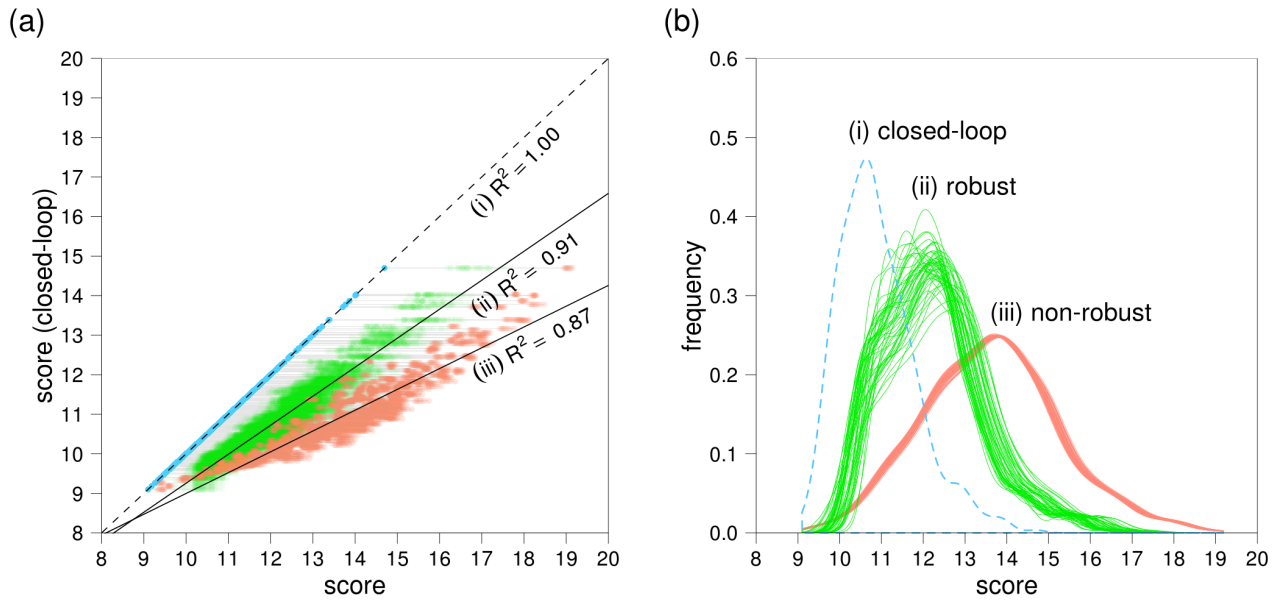 (a)
20
19
18
17
16
15
14
13
12
11
10
9
8
score (closed-loop)
(i) R² = 1.00
(ii) R² = 0.91
(iii) R² = 0.87
8 9 10 11 12 13 14 15 16 17 18 19 20
score
(b)
0.6
0.5
0.4
0.3
0.2
0.1
0.0
frequency
(i) closed-loop
(ii) robust
(iii) non-robust
8 9 10 11 12 13 14 15 16 17 18 19 20
score